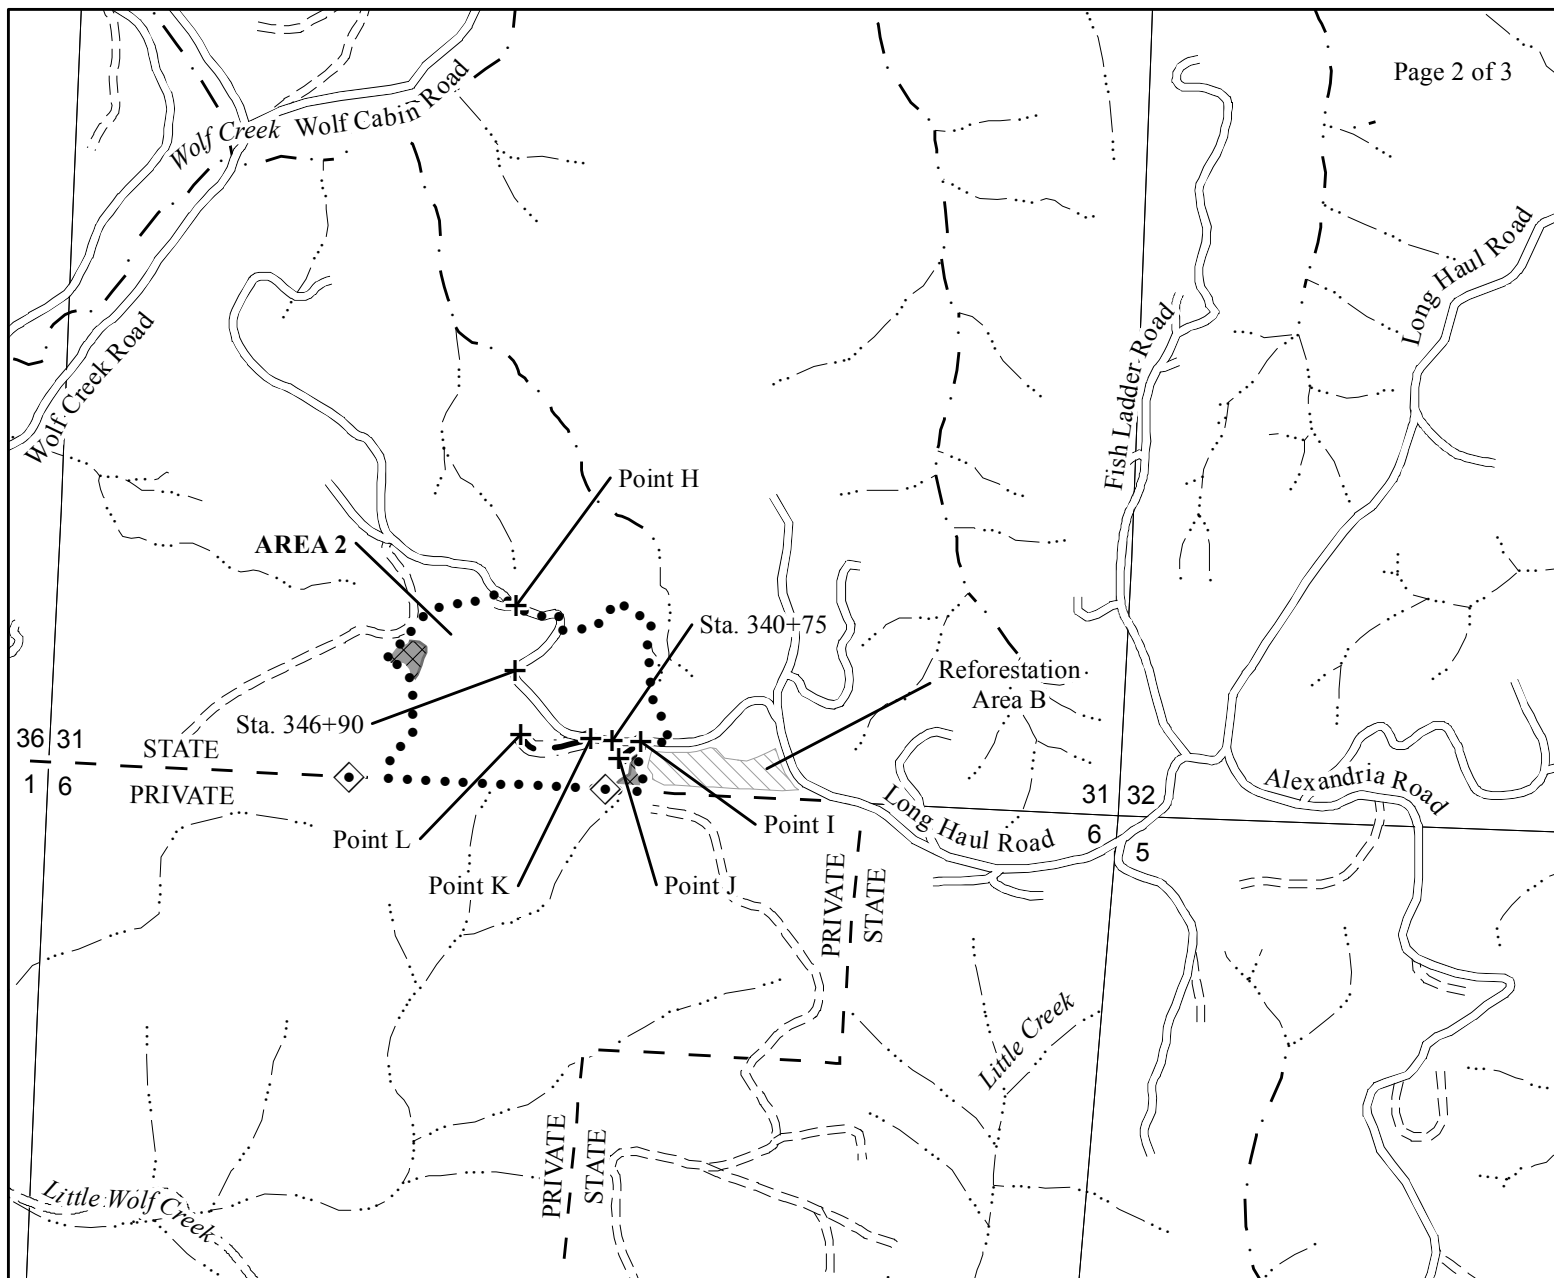 Page 2 of 3
Wolf Creek
Wolf Cabin Road
Wolf Creek Road
Long Haul Road
Fish Ladder Road
Point H
AREA 2
Sta. 340+75
Reforestation
Area B
Sta. 346+90
36 31
STATE
1 6
PRIVATE
31 32
6
5
Alexandria Road
Long Haul Road
Point L
Point I
Point K
Point J
PRIVATE
STATE
Little Creek
PRIVATE
STATE
Little Wolf Creek